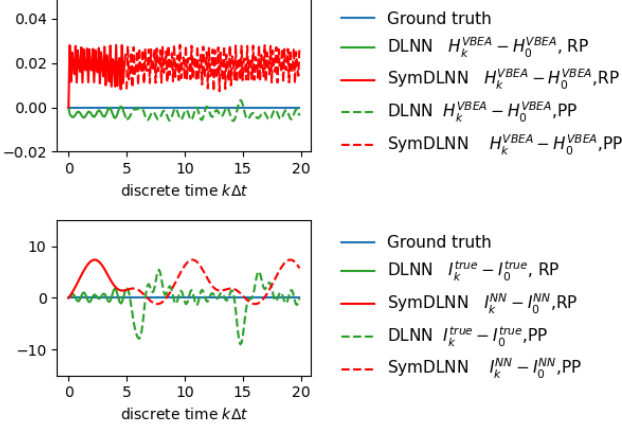 0.04
0.02
0.00
−0.02
0 5 10 15 20
discrete time kΔt
Ground truth
DLNN H_k^{VBEA} − H_0^{VBEA}, RP
SymDLNN H_k^{VBEA} − H_0^{VBEA},RP
DLNN H_k^{VBEA} − H_0^{VBEA},PP
SymDLNN H_k^{VBEA} − H_0^{VBEA},PP
10
0
−10
0 5 10 15 20
discrete time kΔt
Ground truth
DLNN I_k^{true} − I_0^{true}, RP
SymDLNN I_k^{NN} − I_0^{NN},RP
DLNN I_k^{true} − I_0^{true},PP
SymDLNN I_k^{NN} − I_0^{NN},PP